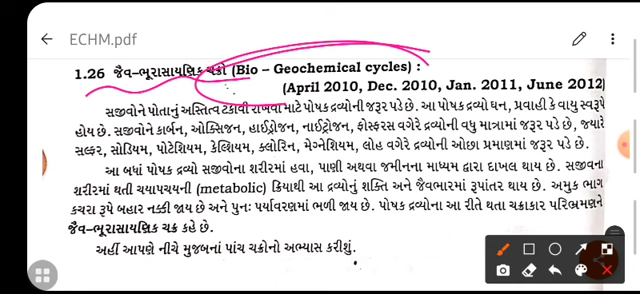 ECHM.pdf
1.26 જૈવ-ભૂરાસાયણિક ચક્રો (Bio – Geochemical cycles) :
(April 2010, Dec. 2010, Jan. 2011, June 2012)
સજીવોને પોતાનું અસ્તિત્વ ટકાવી રાખવા માટે પોષકદ્રવ્યોની જરૂર પડે છે. આ પોષકદ્રવ્યો ઘન, પ્રવાહી કે વાયુ સ્વરૂપે
હોય છે. સજીવોને કાર્બન, ઓક્સિજન, હાઈડ્રોજન, નાઈટ્રોજન, ફોસ્ફરસ વગેરે દ્રવ્યોની વધુ માત્રામાં જરૂર પડે છે, જ્યારે
સલ્ફર, સોડિયમ, પોટેશિયમ, કેલ્શિયમ, ક્લોરિન, મેગ્નેશિયમ, લોહ વગેરે દ્રવ્યોની ઓછા પ્રમાણમાં જરૂર પડે છે.
આ બધાં પોષક દ્રવ્યો સજીવોના શરીરમાં હવા, પાણી અથવા જમીનના માધ્યમ દ્વારા દાખલ થાય છે. સજીવના
શરીરમાં થતી ચયાપચયની (metabolic) ક્રિયાથી આ દ્રવ્યોનું શક્તિ અને જૈવભારમાં રૂપાંતર થાય છે. અમુક ભાગ
કચરા રૂપે બહાર નક્કી જાય છે અને પુનઃ પર્યાવરણમાં ભળી જાય છે. પોષક દ્રવ્યોના આ રીતે થતા ચક્રાકાર પરિભ્રમણને
જૈવ-ભૂરાસાયણિક ચક્ર કહે છે.
અહીં આપણે નીચે મુજબનાં પાંચ ચક્રોનો અભ્યાસ કરીશું.